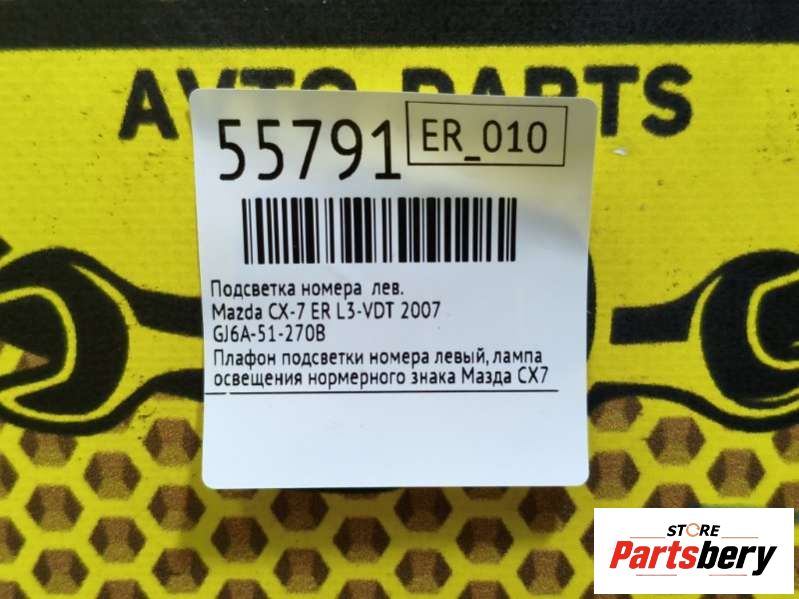 AVTO PARTS
55791
ER_010
Подсветка номера лев.
Mazda CX-7 ER L3-VDT 2007
GJ6A-51-270B
Плафон подсветки номера левый, лампа
освещения нормерного знака Мазда СХ7
STORE
Partsbery